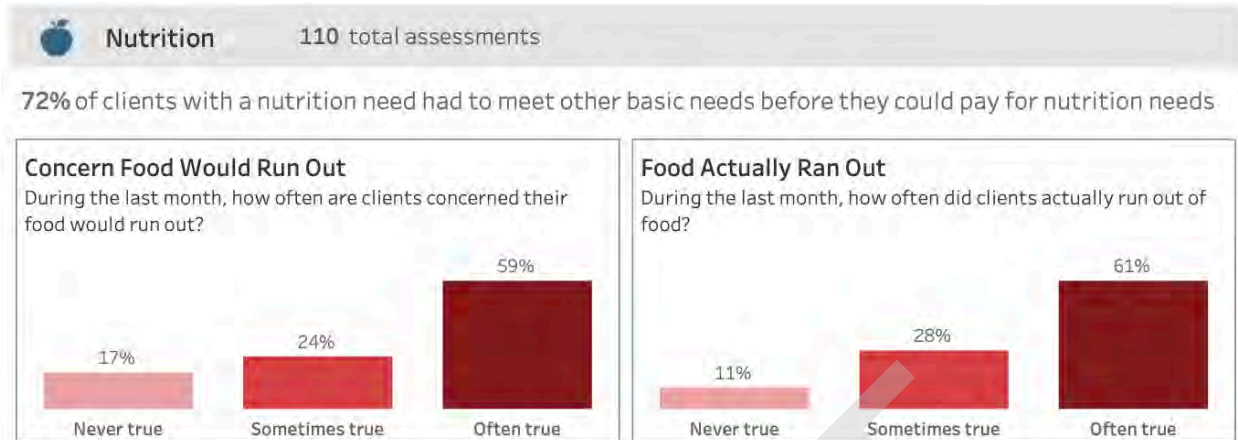 Nutrition 110 total assessments
72% of clients with a nutrition need had to meet other basic needs before they could pay for nutrition needs
Concern Food Would Run Out
During the last month, how often are clients concerned their
food would run out?
59%
24%
17%
Never true Sometimes true Often true
Food Actually Ran Out
During the last month, how often did clients actually run out of
food?
61%
28%
11%
Never true Sometimes true Often true